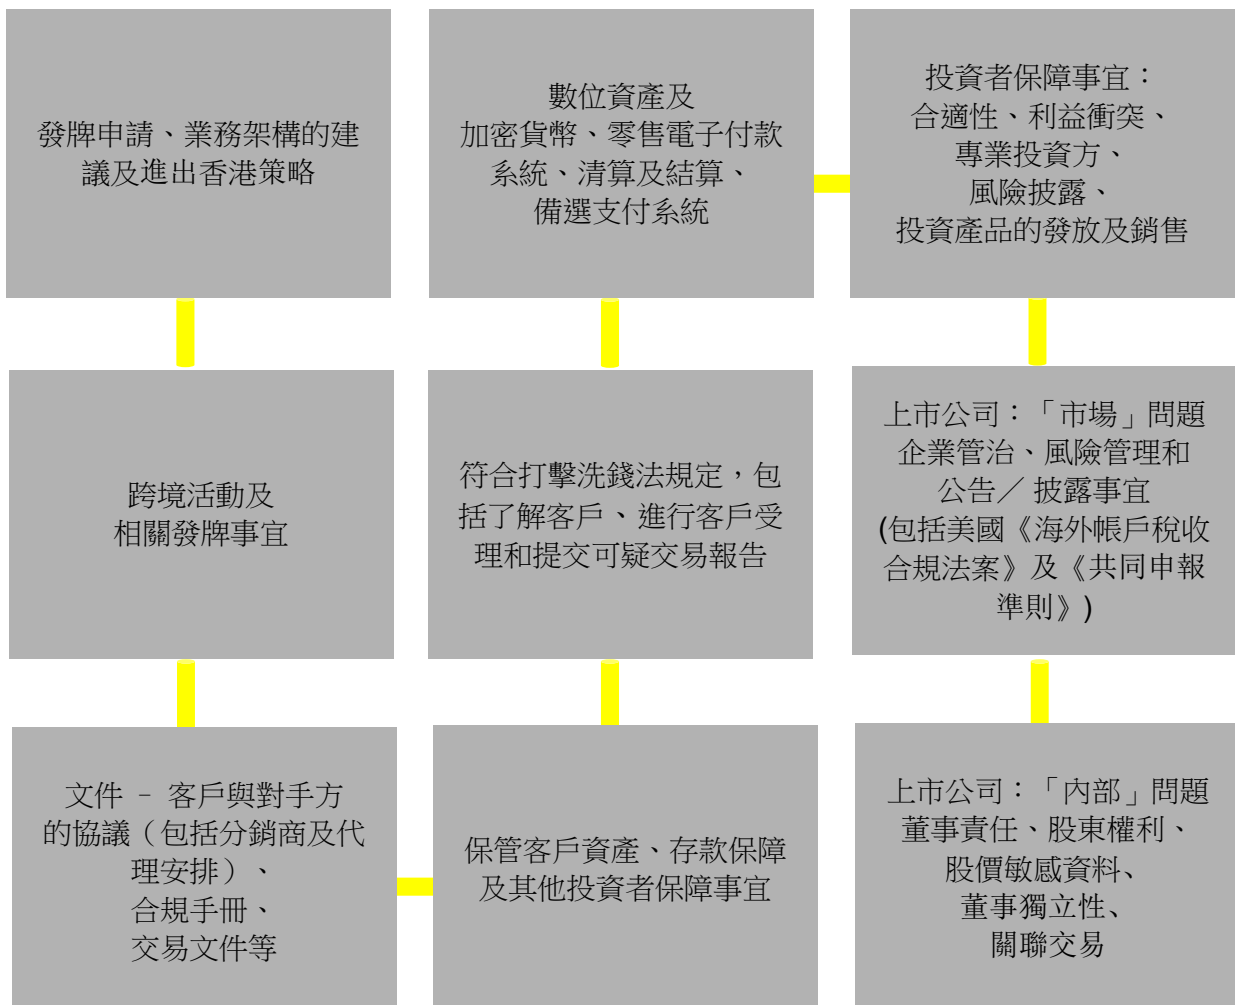 發牌申請、業務架構的建
議及進出香港策略
跨境活動及
相關發牌事宜
文件 – 客戶與對手方
的協議（包括分銷商及代
理安排）、
合規手冊、
交易文件等
保管客戶資產、存款保障
及其他投資者保障事宜
符合打擊洗錢法規定，包
括了解客戶、進行客戶受
理和提交可疑交易報告
數位資產及
加密貨幣、零售電子付款
系統、清算及結算、
備選支付系統
投資者保障事宜：
合適性、利益衝突、
專業投資方、
風險披露、
投資產品的發放及銷售
上市公司：「市場」問題
企業管治、風險管理和
公告／ 披露事宜
(包括美國《海外帳戶稅收
合規法案》及《共同申報
準則》)
上市公司：「內部」問題
董事責任、股東權利、
股價敏感資料、
董事獨立性、
關聯交易